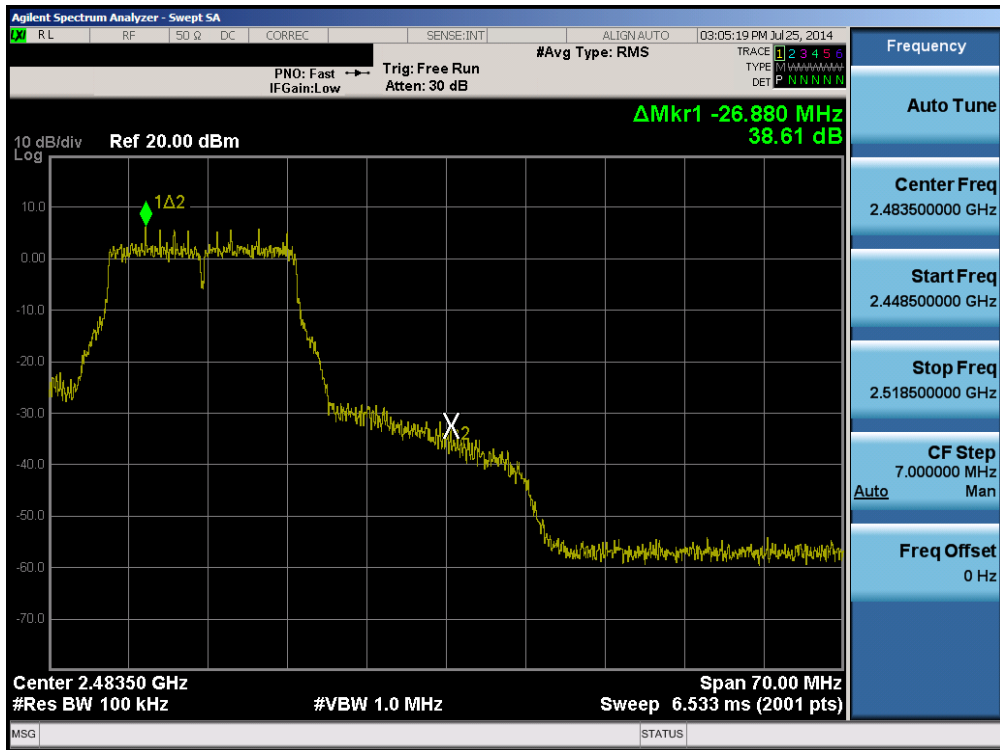 Agilent Spectrum Analyzer - Swept SA
LXI RL RF 50 Ω DC CORREC SENSE:INT ALIGN AUTO 03:05:19 PM Jul 25, 2014
#Avg Type: RMS TRACE 1 2 3 4 5 6
PNO: Fast Trig: Free Run TYPE M WWWWW
IFGain:Low Atten: 30 dB DET P N N N N N
ΔMkr1 -26.880 MHz
38.61 dB
10 dB/div Ref 20.00 dBm
Log
10.0
1Δ2
0.00
-10.0
-20.0
-30.0
X2
-40.0
-50.0
-60.0
-70.0
Center 2.48350 GHz Span 70.00 MHz
#Res BW 100 kHz #VBW 1.0 MHz Sweep 6.533 ms (2001 pts)
MSG STATUS
Frequency
Auto Tune
Center Freq
2.483500000 GHz
Start Freq
2.448500000 GHz
Stop Freq
2.518500000 GHz
CF Step
7.000000 MHz
Auto Man
Freq Offset
0 Hz